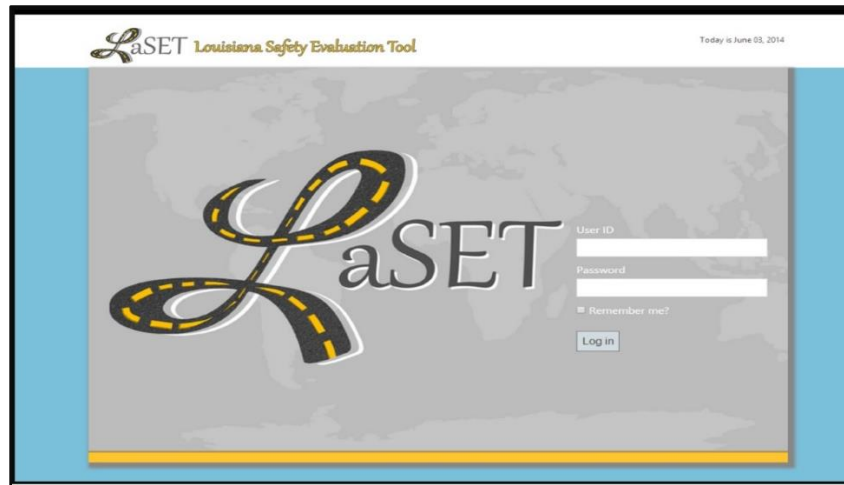 LaSET Louisiana Safety Evaluation Tool
Today is June 03, 2014
LaSET
User ID
Password
Remember me?
Log in